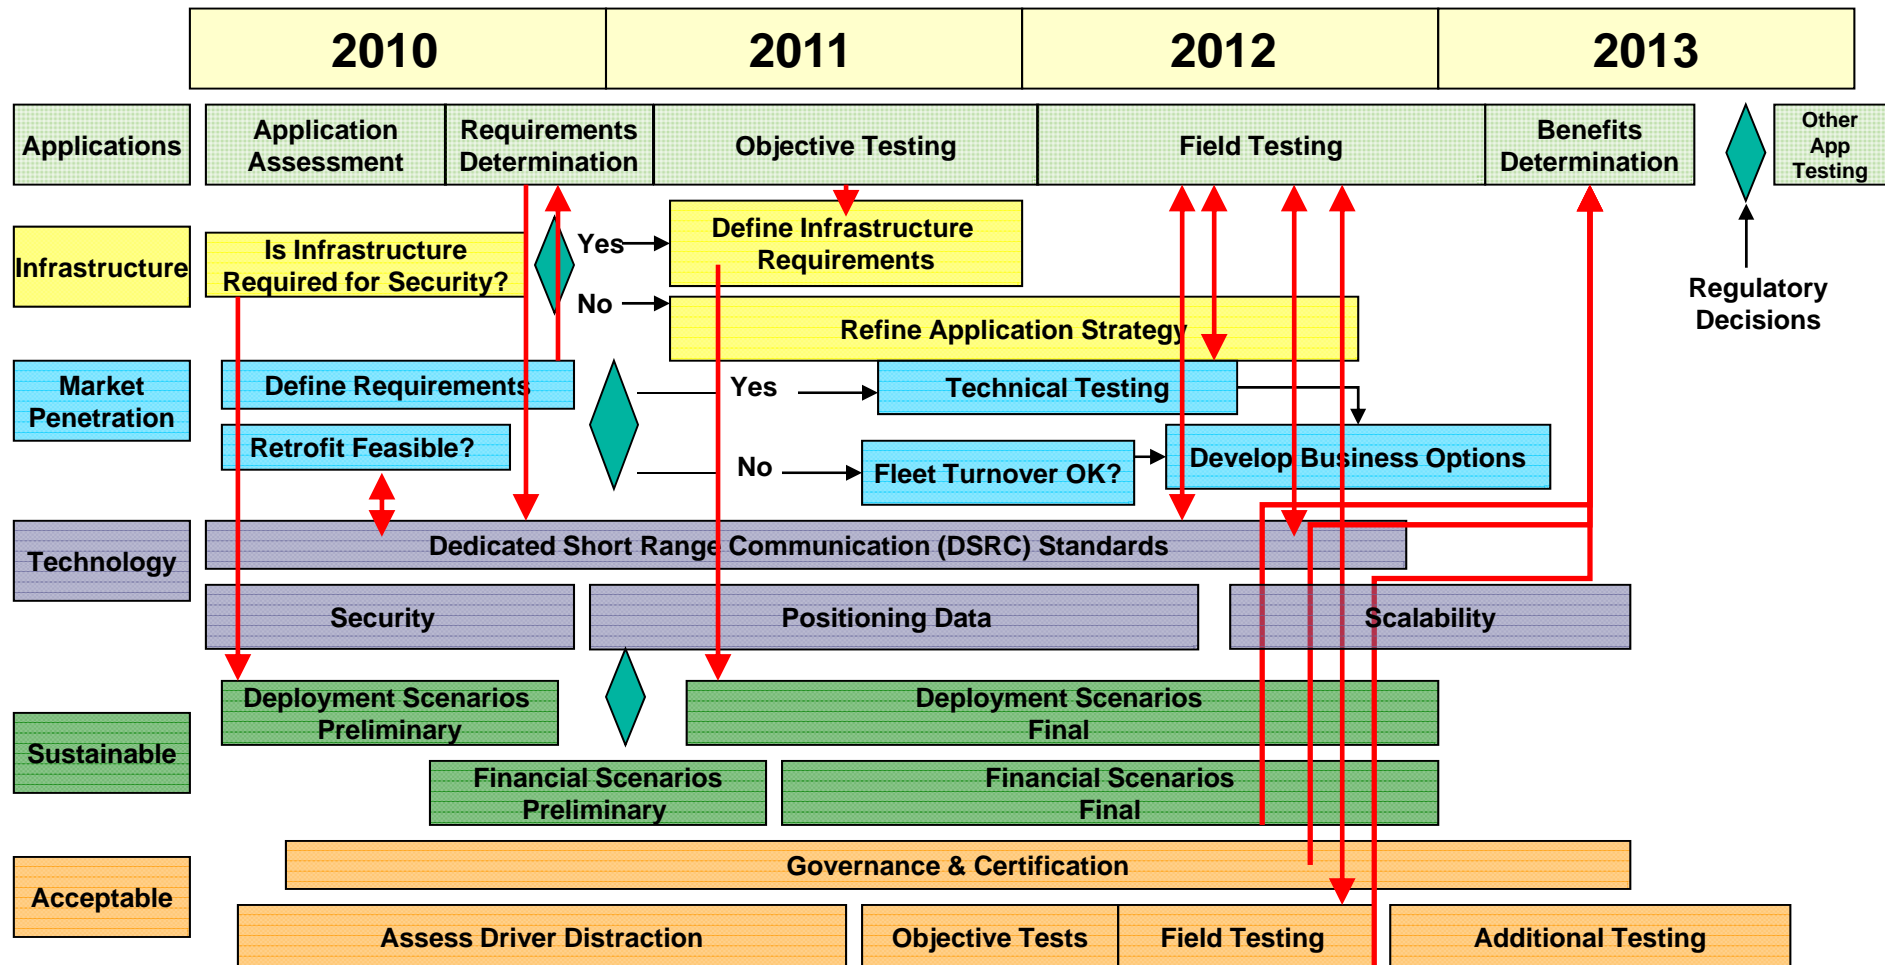 2010
2011
2012
2013
Applications
Application
Assessment
Requirements
Determination
Objective Testing
Field Testing
Benefits
Determination
Other
App
Testing
Infrastructure
Is Infrastructure
Required for Security?
Yes
No
Define Infrastructure
Requirements
Refine Application Strategy
Regulatory
Decisions
Market
Penetration
Define Requirements
Retrofit Feasible?
Yes
No
Technical Testing
Fleet Turnover OK?
Develop Business Options
Technology
Dedicated Short Range Communication (DSRC) Standards
Security
Positioning Data
Scalability
Sustainable
Deployment Scenarios
Preliminary
Deployment Scenarios
Final
Financial Scenarios
Preliminary
Financial Scenarios
Final
Acceptable
Governance & Certification
Assess Driver Distraction
Objective Tests
Field Testing
Additional Testing